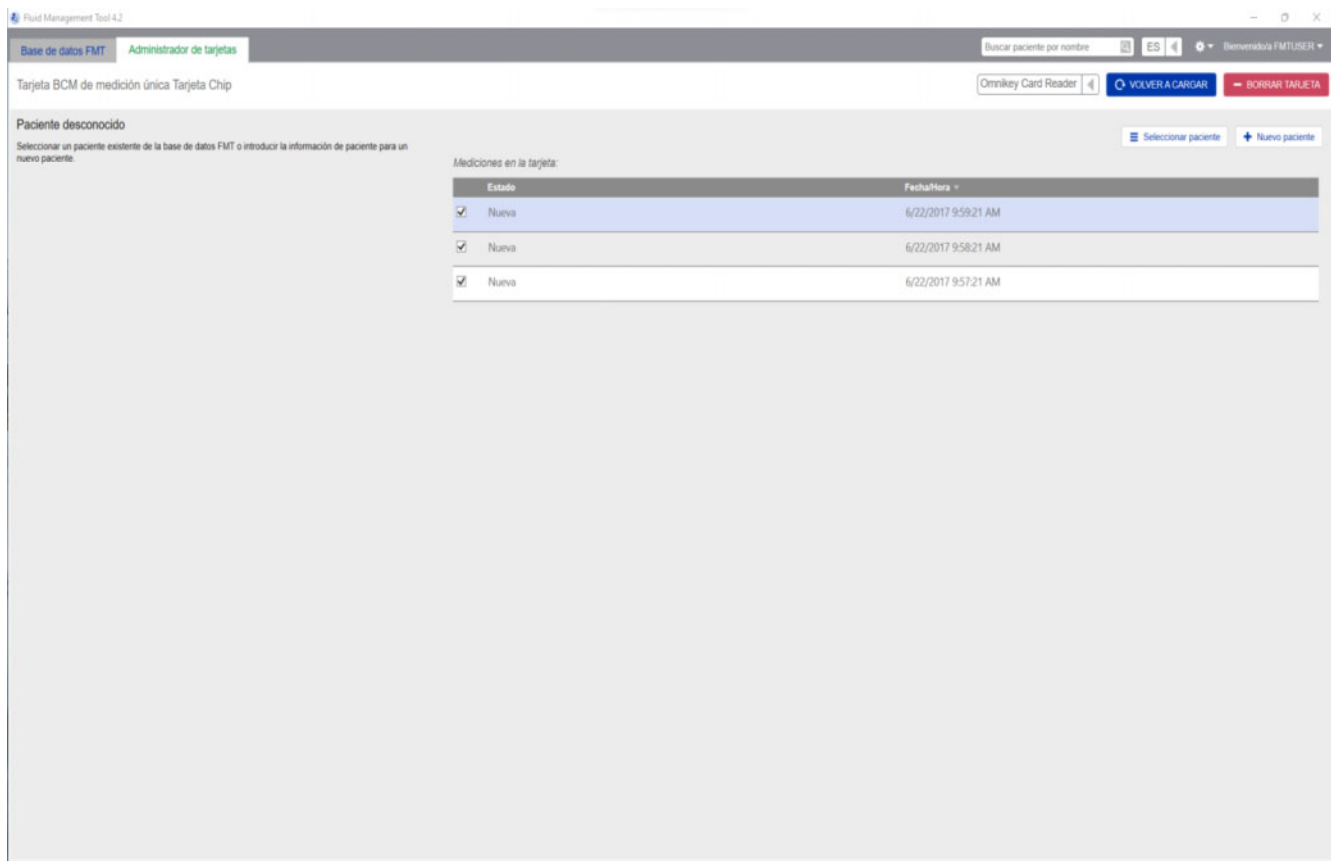 Fluid Management Tool 4.2
Base de datos FMT
Administrador de tarjetas
Buscar paciente por nombre
ES
Bienvenido/a FMTUSER
Tarjeta BCM de medición única Tarjeta Chip
Omnikey Card Reader
VOLVER A CARGAR
BORRAR TARJETA
Paciente desconocido
Seleccionar un paciente existente de la base de datos FMT o introducir la información de paciente para un
nuevo paciente.
Seleccionar paciente
Nuevo paciente
Mediciones en la tarjeta:
Estado Fecha/Hora
Nueva 6/22/2017 9:59:21 AM
Nueva 6/22/2017 9:58:21 AM
Nueva 6/22/2017 9:57:21 AM